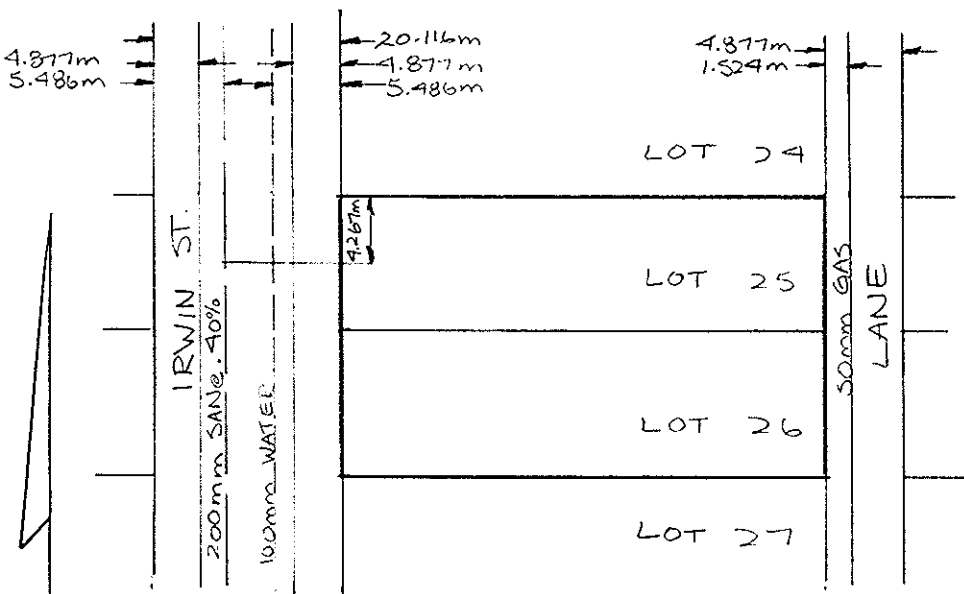 20.116m
4.877m
4.877m
4.877m
5.486m
5.486m
1.524m
LOT 24
4.267m
LOT 25
IRWIN ST.
200mm SAN@.40%
100mm WATER
50mm GAS
LANE
LOT 26
LOT 27